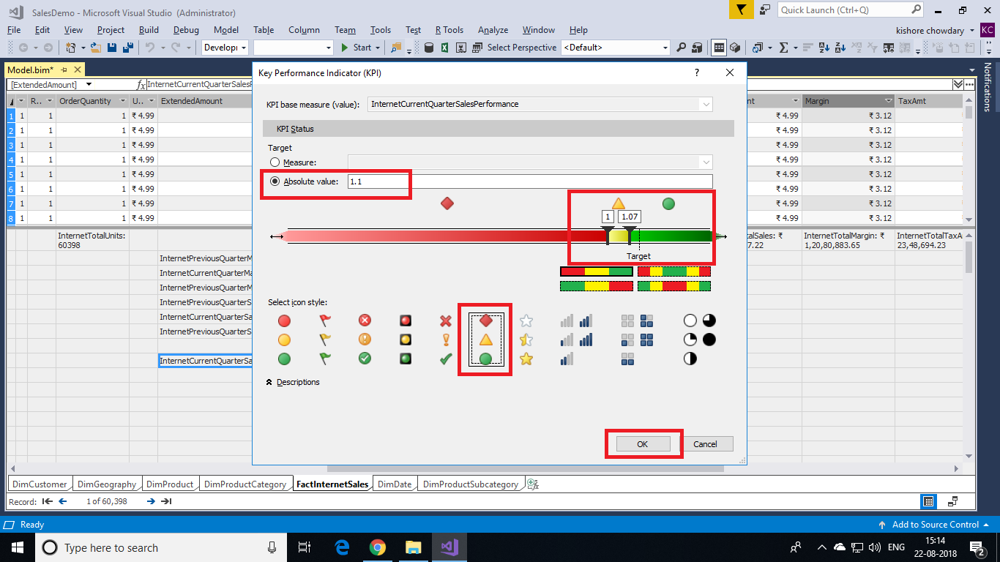 SalesDemo - Microsoft Visual Studio (Administrator)
Quick Launch (Ctrl+Q)
File Edit View Project Build Debug Model Table Column Team Tools Test R Tools Analyze Window Help
kishore chowdary KC
Developi Start Select Perspective <Default>
Model.bim*
Notifications
[ExtendedAmount] fx InternetCurrentQuarterSalesP
R.. OrderQuantity U.. ExtendedAmount nt Margin TaxAmt
1 1 1 1 ₹ 4.99 ₹ 4.99 ₹ 3.12
2 1 1 1 ₹ 4.99 ₹ 4.99 ₹ 3.12
3 1 1 1 ₹ 4.99 ₹ 4.99 ₹ 3.12
4 1 1 1 ₹ 4.99 ₹ 4.99 ₹ 3.12
5 1 1 1 ₹ 4.99 ₹ 4.99 ₹ 3.12
6 1 1 1 ₹ 4.99 ₹ 4.99 ₹ 3.12
7 1 1 1 ₹ 4.99 ₹ 4.99 ₹ 3.12
8 1 1 1 ₹ 4.99 ₹ 4.99 ₹ 3.12
InternetTotalUnits:
60398
InternetPreviousQuarterM
InternetCurrentQuarterMa
InternetPreviousQuarterM
InternetPreviousQuarterS
InternetCurrentQuarterSa
InternetPreviousQuarterS
InternetCurrentQuarterSa
talSales: ₹
7.22
InternetTotalMargin: ₹
1,20,80,883.65
InternetTotalTaxA
23,48,694.23
Key Performance Indicator (KPI) ?
KPI base measure (value): InternetCurrentQuarterSalesPerformance
KPI Status
Target
Measure:
Absolute value: 1.1
1 1.07
Target
Select icon style:
Descriptions
OK Cancel
DimCustomer DimGeography DimProduct DimProductCategory FactInternetSales DimDate DimProductSubcategory
Record: 1 of 60,398
Ready
Add to Source Control
Type here to search
ENG
15:14
22-08-2018
2